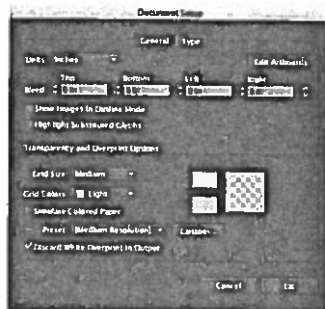 Document Setup
General Type
Units: Inches
Edit Artboards
Top Bottom Left Right
Bleed
Show Images In Outline Mode
Highlight Substituted Glyphs
Transparency and Overprint Options
Grid Size: Medium
Grid Colors: Light
Simulate Colored Paper
Preset: [Medium Resolution] Custom...
Discard White Overprint in Output
Cancel OK